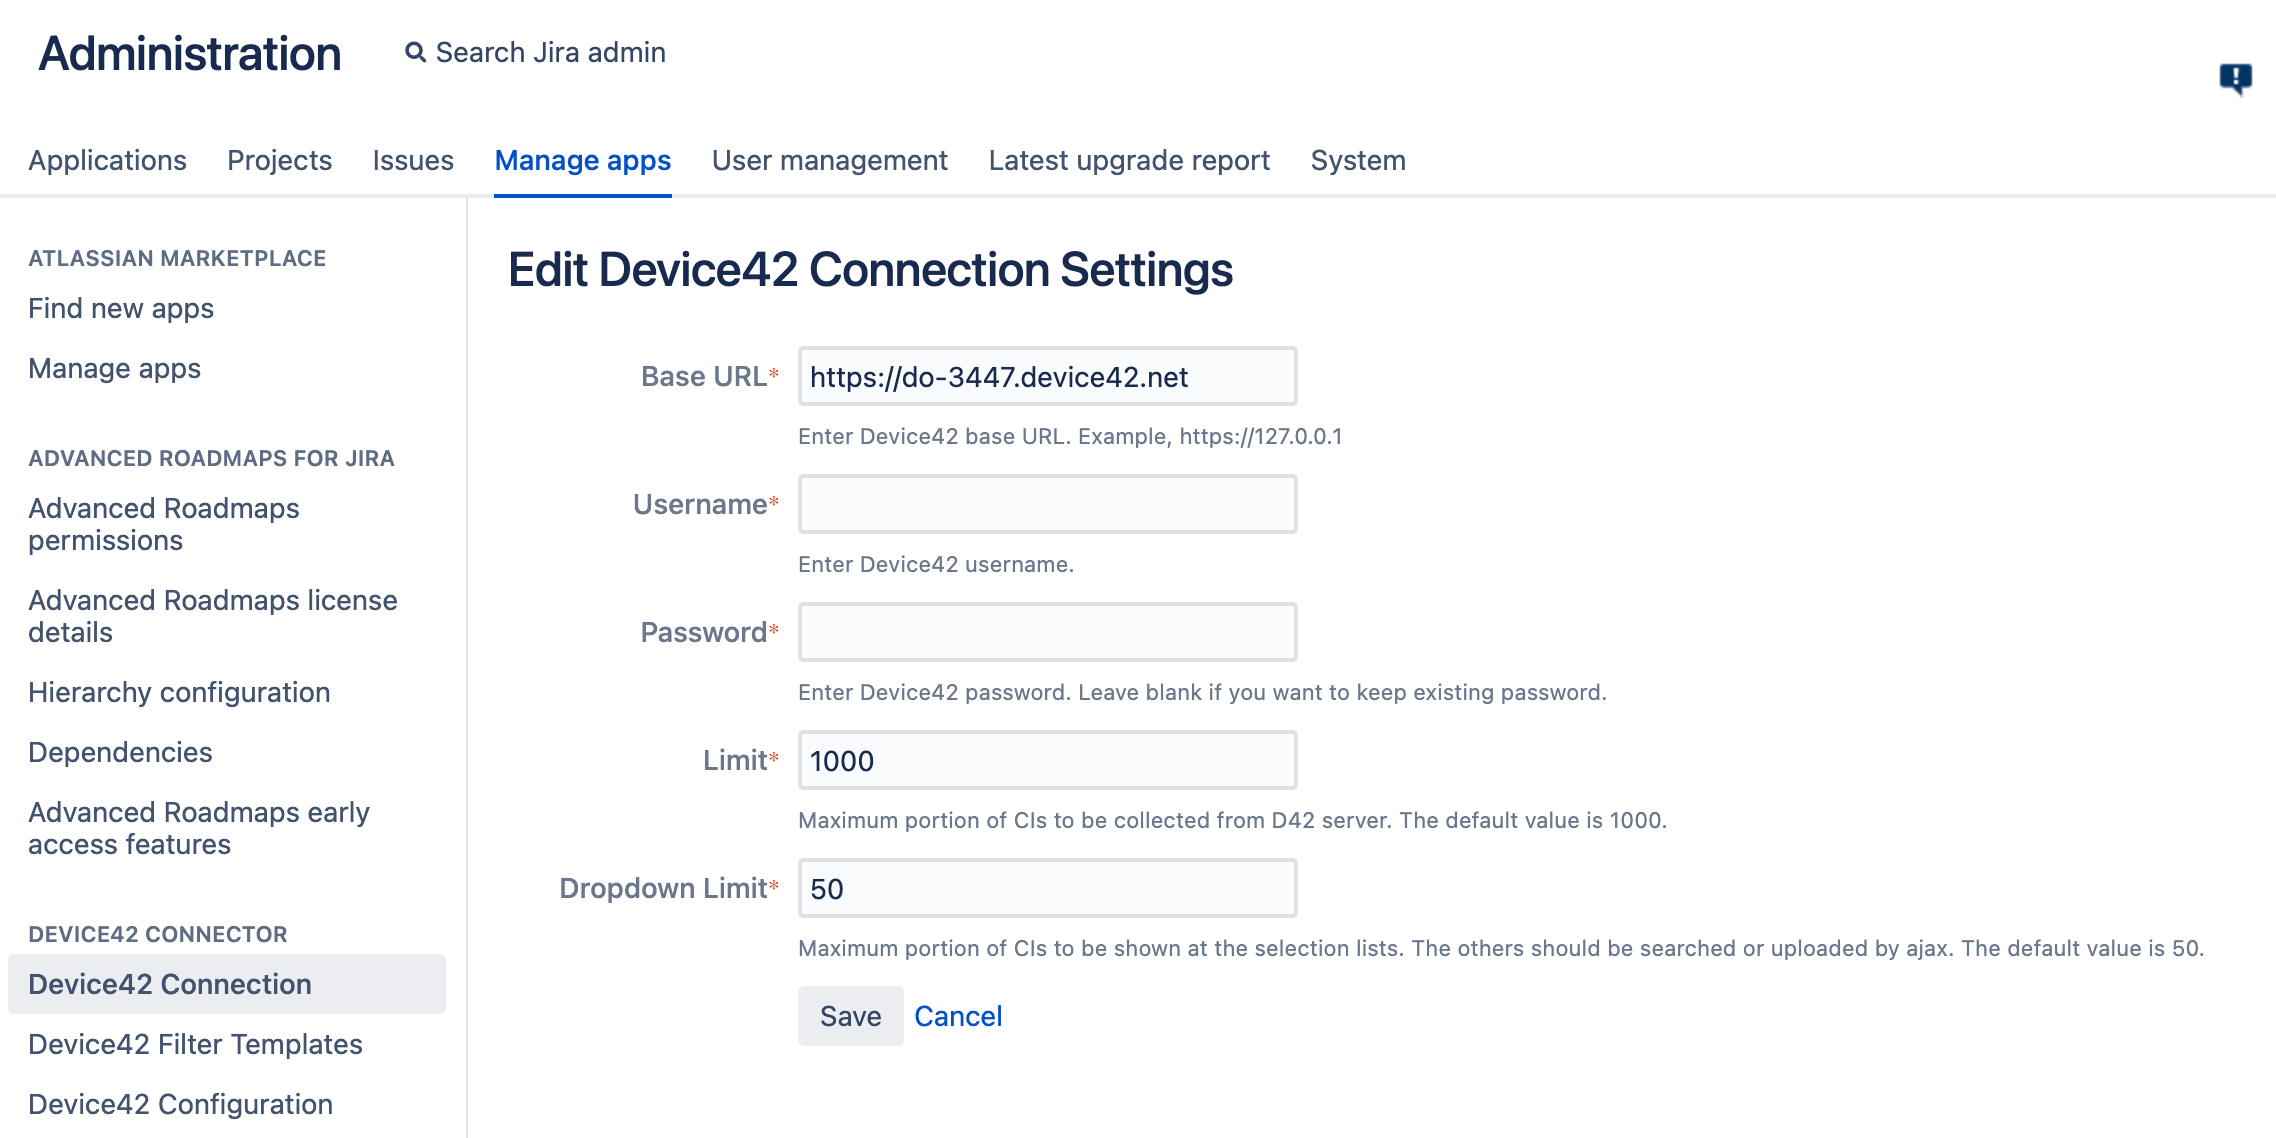 Administration
Search Jira admin
Applications Projects Issues Manage apps User management Latest upgrade report System
ATLASSIAN MARKETPLACE
Find new apps
Manage apps
ADVANCED ROADMAPS FOR JIRA
Advanced Roadmaps
permissions
Advanced Roadmaps license
details
Hierarchy configuration
Dependencies
Advanced Roadmaps early
access features
DEVICE42 CONNECTOR
Device42 Connection
Device42 Filter Templates
Device42 Configuration
Edit Device42 Connection Settings
Base URL* https://do-3447.device42.net
Enter Device42 base URL. Example, https://127.0.0.1
Username*
Enter Device42 username.
Password*
Enter Device42 password. Leave blank if you want to keep existing password.
Limit* 1000
Maximum portion of CIs to be collected from D42 server. The default value is 1000.
Dropdown Limit* 50
Maximum portion of CIs to be shown at the selection lists. The others should be searched or uploaded by ajax. The default value is 50.
Save Cancel